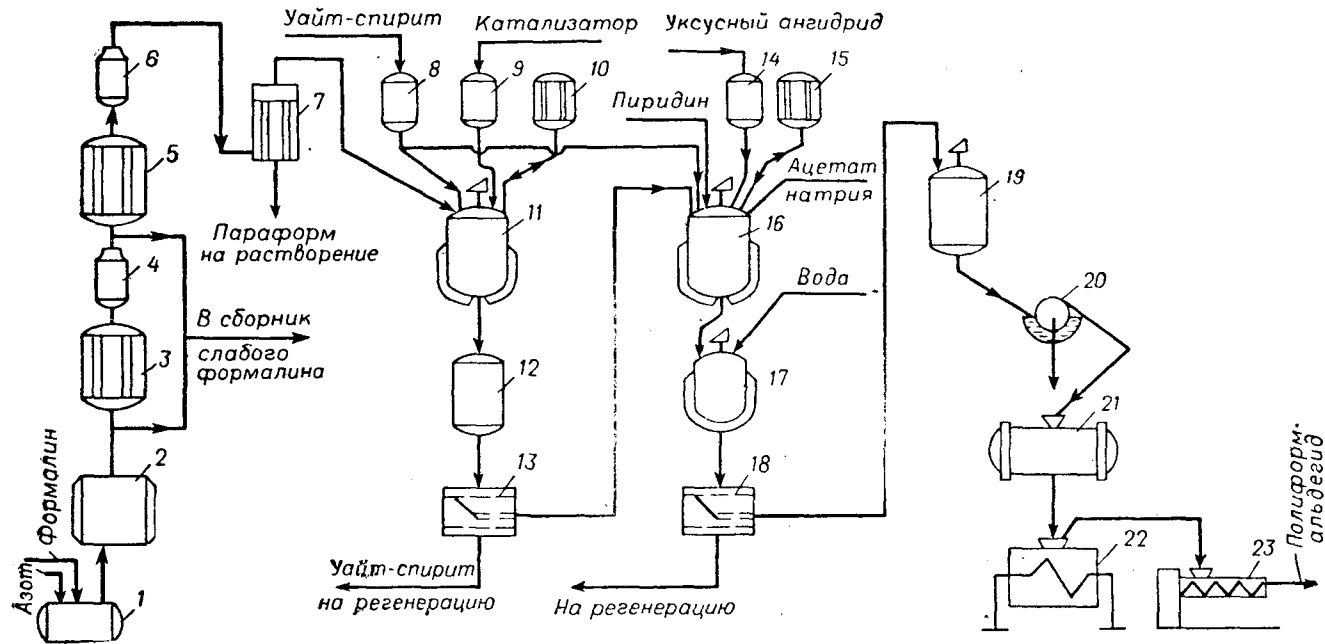 Уайт-спирит
Катализатор
Уксусный ангидрид
6
7
8
9
10
14
15
Пиридин
5
Параформ
на растворение
11
Ацетат
натрия
16
19
4
В сборник
слабого
формалина
3
12
Вода
17
20
21
Формалин
2
13
18
Азот
1
Уайт-спирит
на регенерацию
На регенерацию
22
23
Полиформ-
альдегид